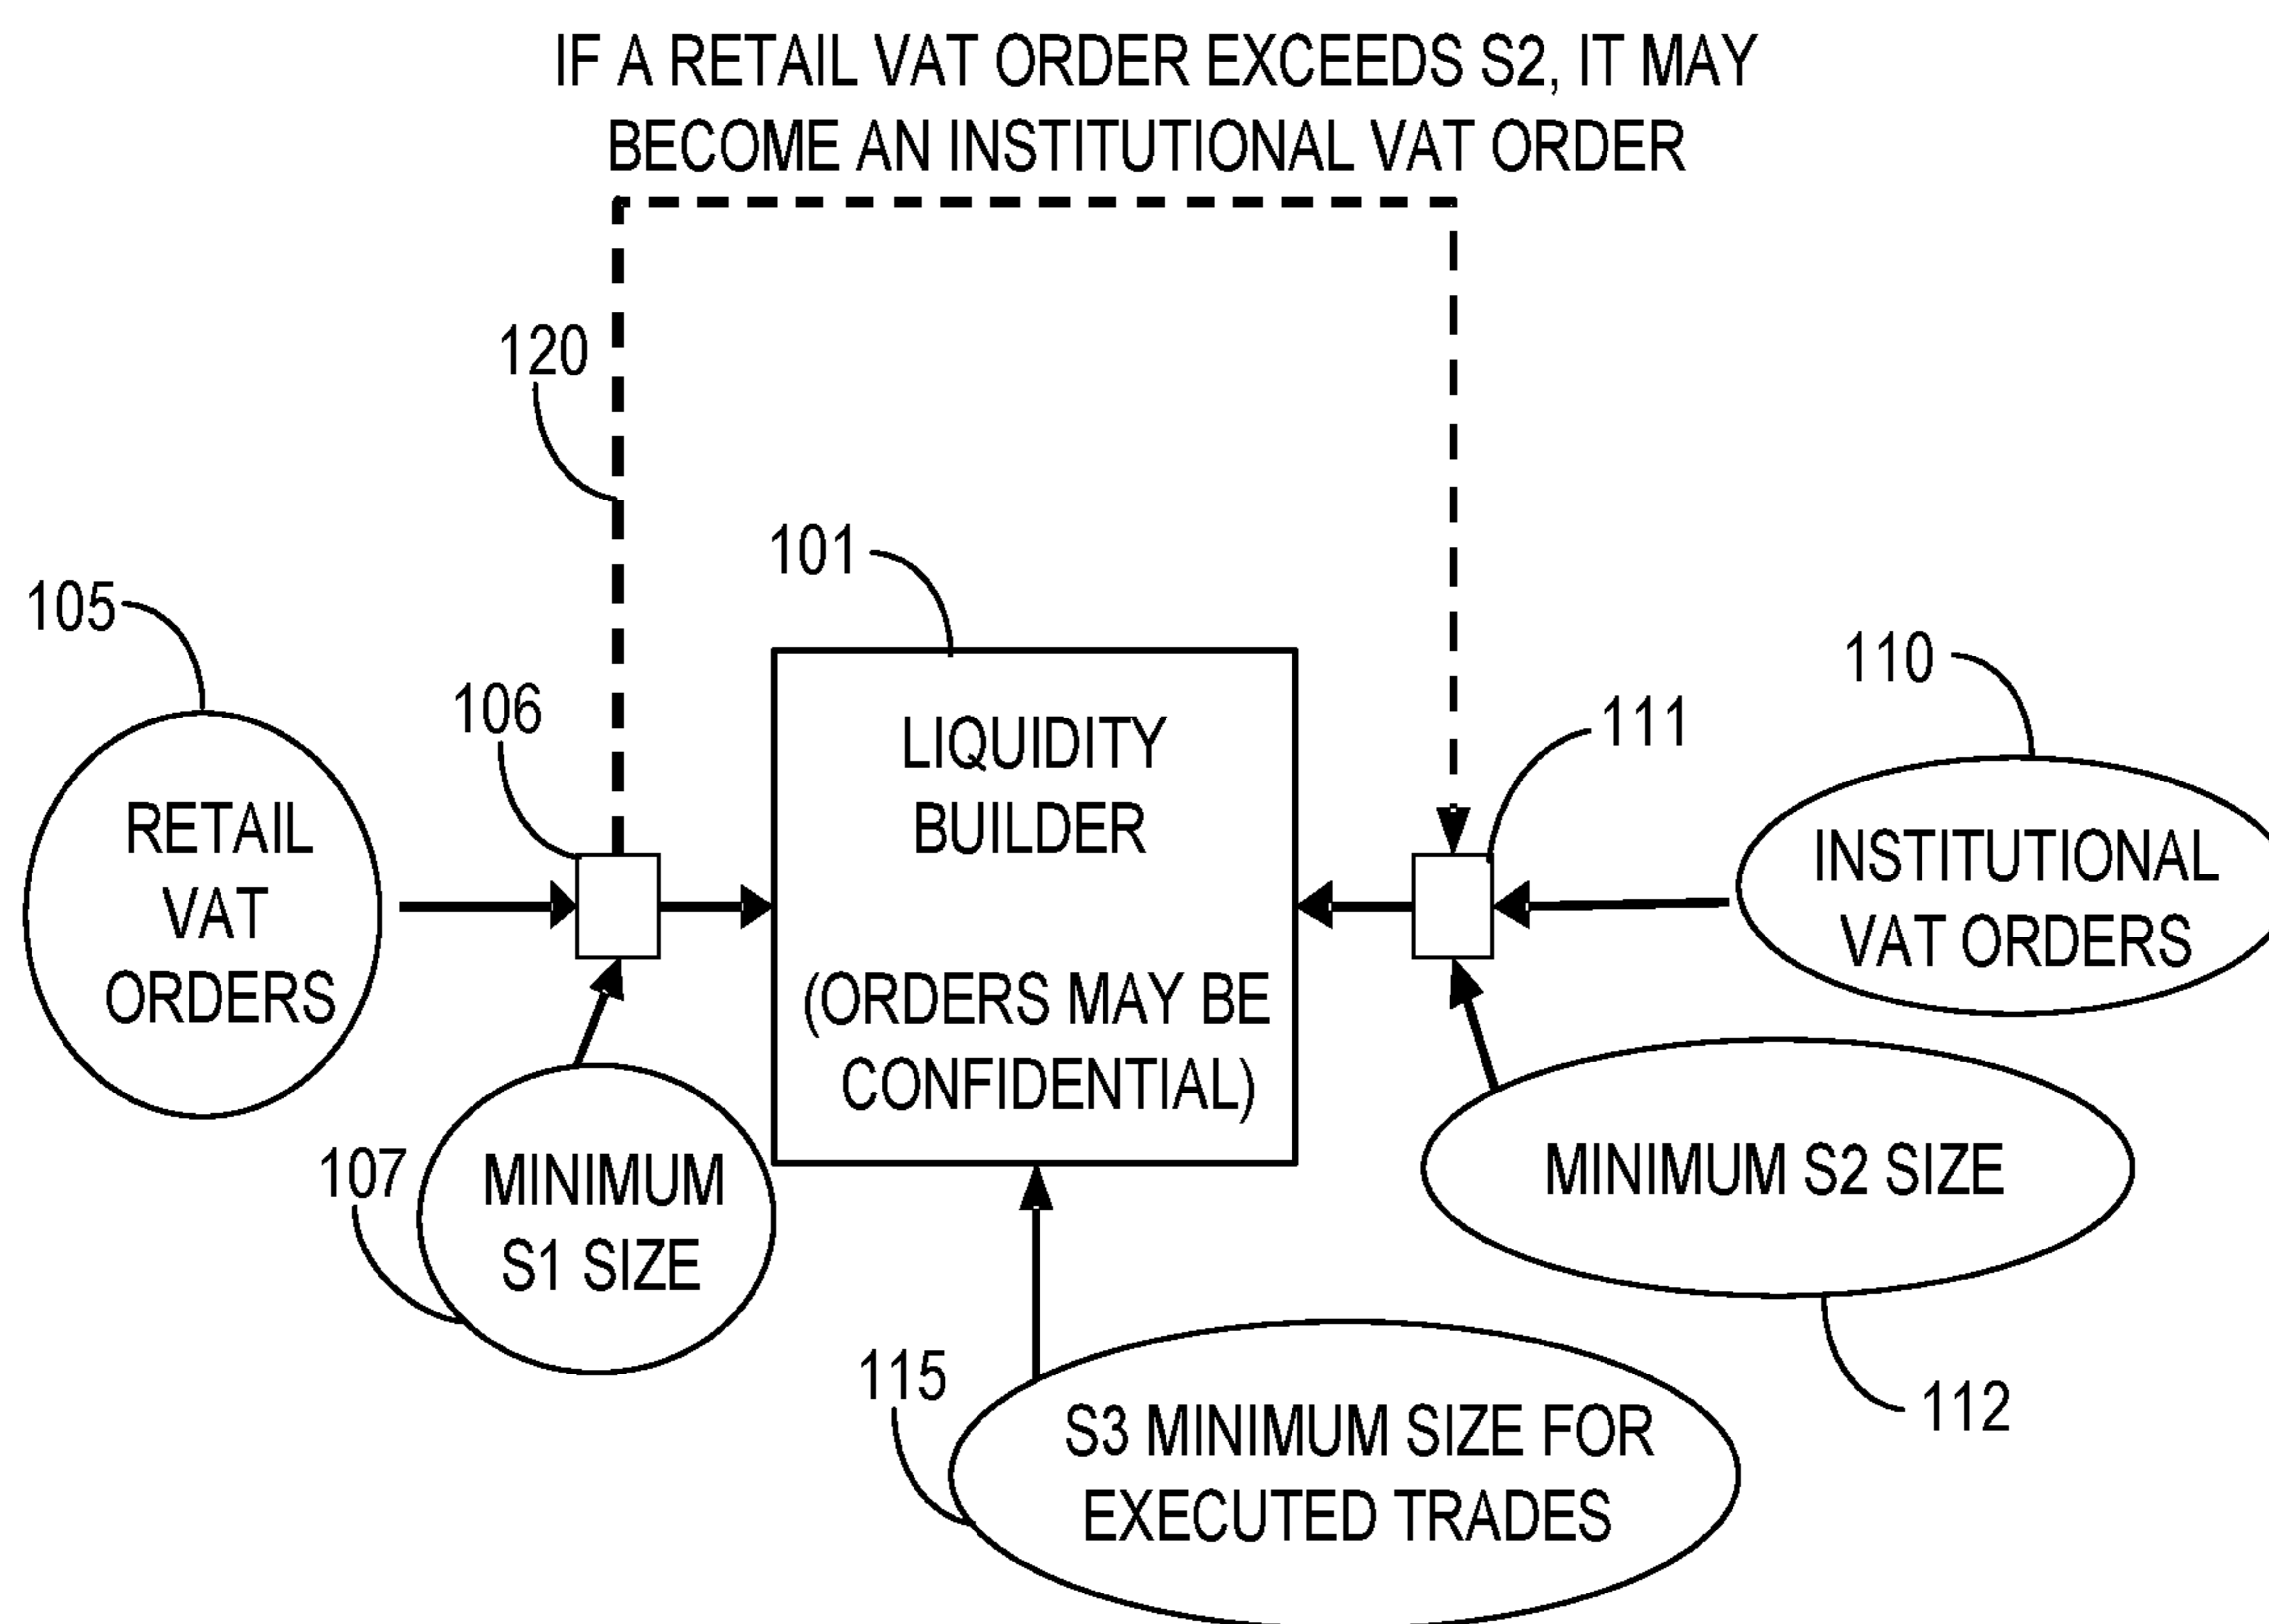 IF A RETAIL VAT ORDER EXCEEDS S2, IT MAY
BECOME AN INSTITUTIONAL VAT ORDER
120
101
105
110
106
111
LIQUIDITY
BUILDER
(ORDERS MAY BE
CONFIDENTIAL)
RETAIL
VAT
ORDERS
INSTITUTIONAL
VAT ORDERS
107
MINIMUM
S1 SIZE
MINIMUM S2 SIZE
115
112
S3 MINIMUM SIZE FOR
EXECUTED TRADES